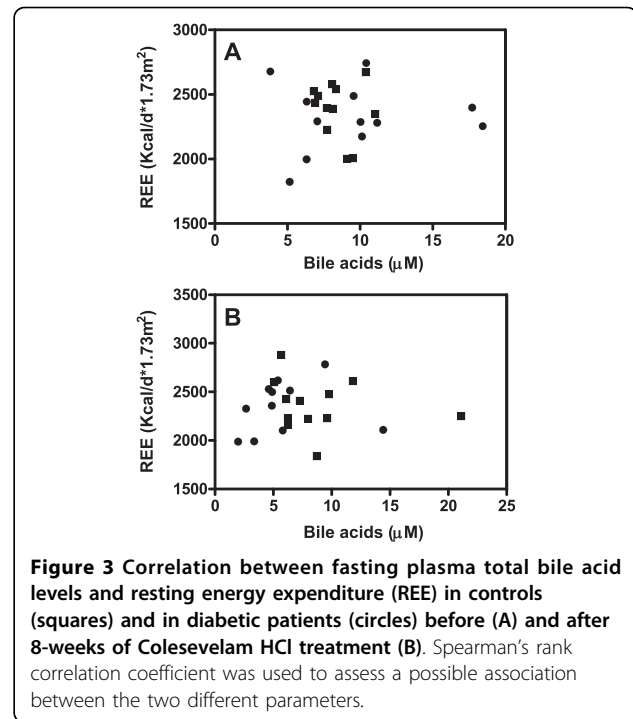 3000
A
2500
2000
1500
REE (Kcal/d*1.73m²)
0 5 10 15 20
Bile acids (μM)
3500
B
3000
2500
2000
1500
REE (Kcal/d*1.73m²)
0 5 10 15 20 25
Bile acids (μM)
Figure 3 Correlation between fasting plasma total bile acid
levels and resting energy expenditure (REE) in controls
(squares) and in diabetic patients (circles) before (A) and after
8-weeks of Colesevelam HCl treatment (B). Spearman's rank
correlation coefficient was used to assess a possible association
between the two different parameters.